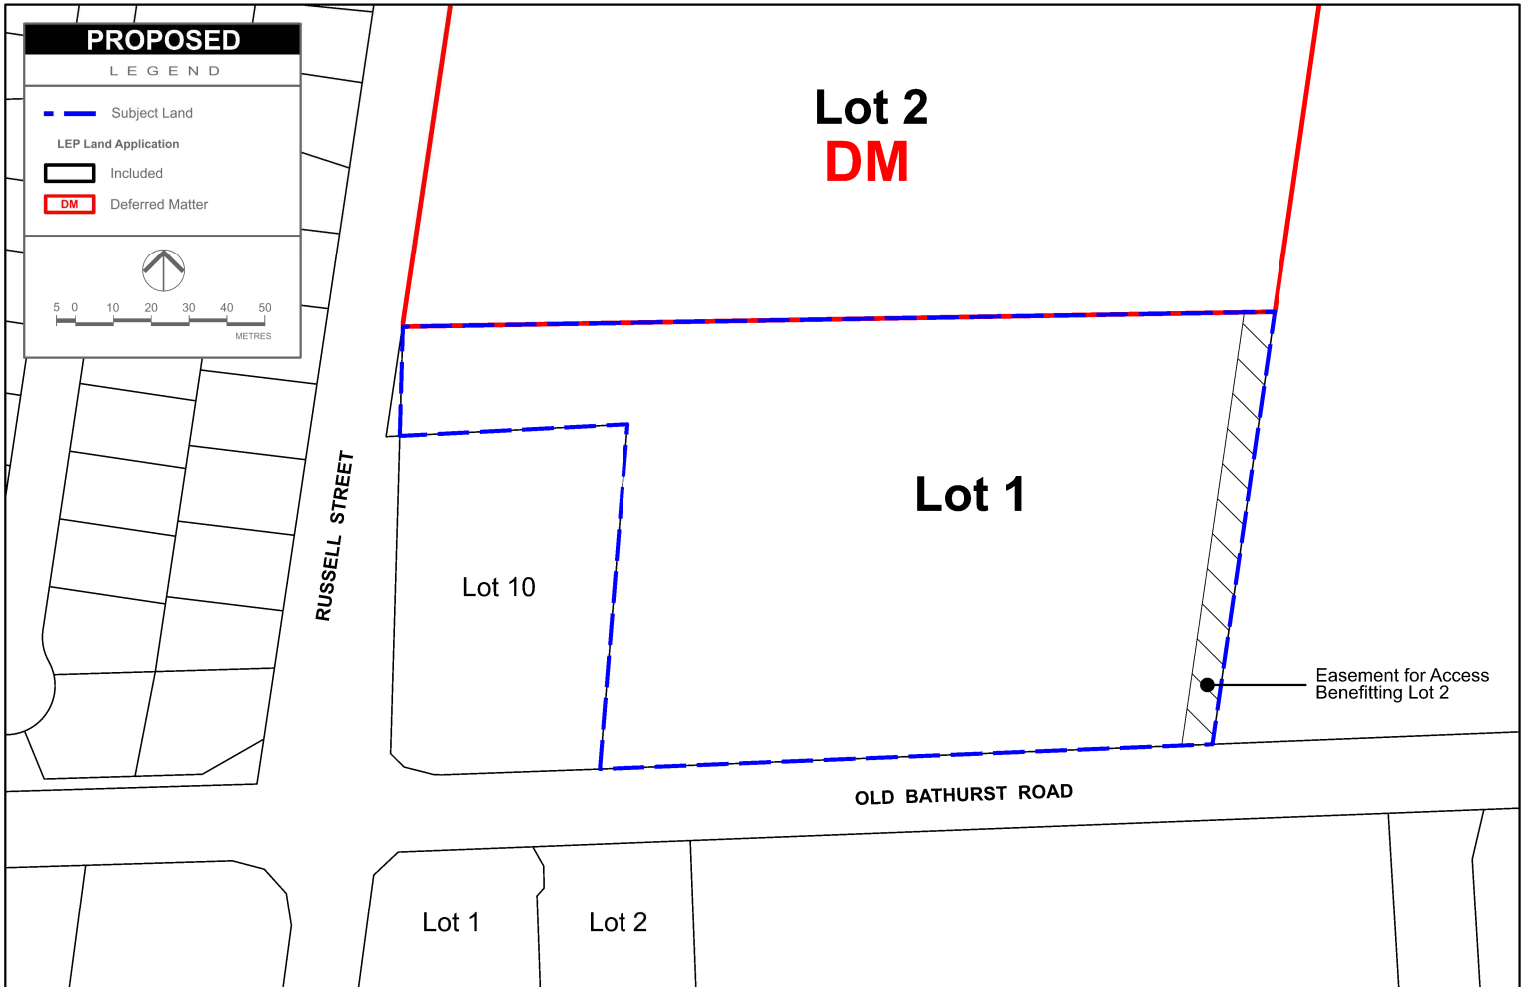 PROPOSED
LEGEND
Subject Land
LEP Land Application
Included
DM Deferred Matter
5 0 10 20 30 40 50
METRES
Lot 2
DM
Lot 1
RUSSELL STREET
Lot 10
Easement for Access
Benefitting Lot 2
OLD BATHURST ROAD
Lot 1
Lot 2